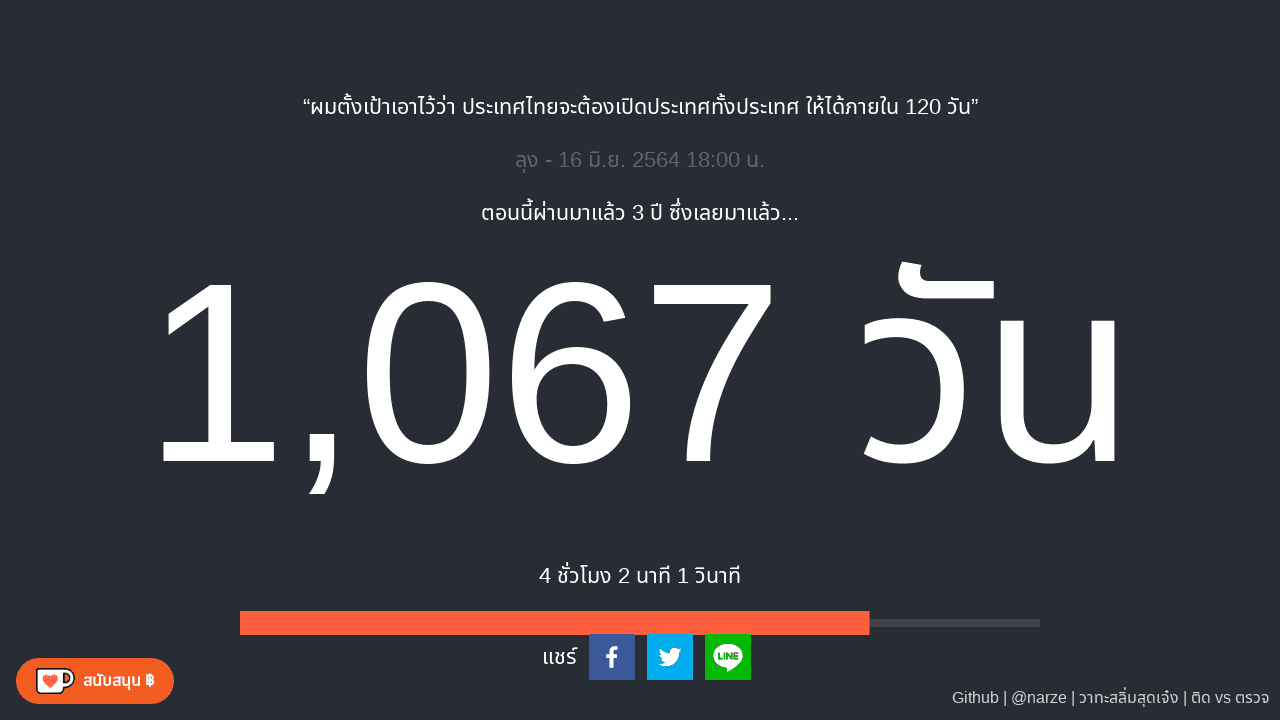 “ผมตั้งเป้าเอาไว้ว่า ประเทศไทยจะต้องเปิดประเทศทั้งประเทศ ให้ได้ภายใน 120 วัน”
ลุง - 16 มิ.ย. 2564 18:00 น.
ตอนนี้ผ่านมาแล้ว 3 ปี ซึ่งเลยมาแล้ว...
1,067 วัน
4 ชั่วโมง 2 นาที 1 วินาที
แชร์
LINE
สนับสนุน ฿
Github | @narze | วาทะสลิ่มสุดเจ๋ง | ติด vs ตรวจ